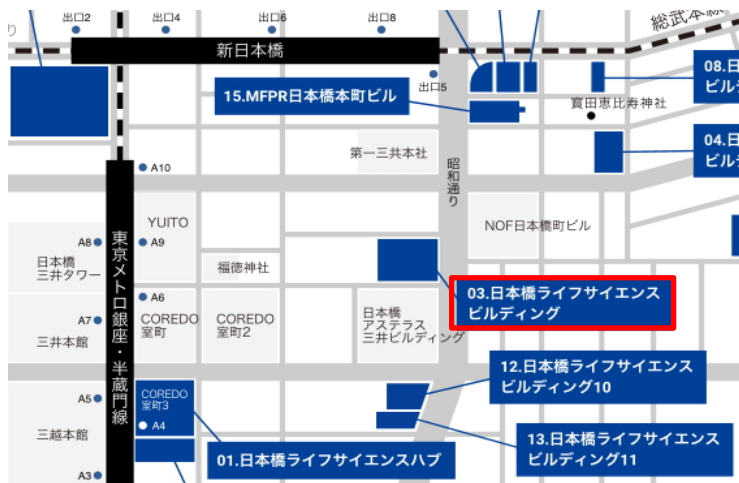 出口2
出口4
出口6
出口8
総武本線
り
新日本橋
出口5
08.日
ビル
15.MFPR日本橋本町ビル
寳田恵比寿神社
04.日
ビル
第一三共本社
昭和通り
A10
YUITO
NOF日本橋町ビル
A8
A9
日本橋
三井タワー
東京メトロ銀座・半蔵門線
福徳神社
03.日本橋ライフサイエンス
ビルディング
A6
A7
三井本館
COREDO
室町
COREDO
室町2
日本橋
アステラス
三井ビルディング
12.日本橋ライフサイエンス
ビルディング10
A5
COREDO
室町3
A4
三越本館
01.日本橋ライフサイエンスハブ
13.日本橋ライフサイエンス
ビルディング11
A3